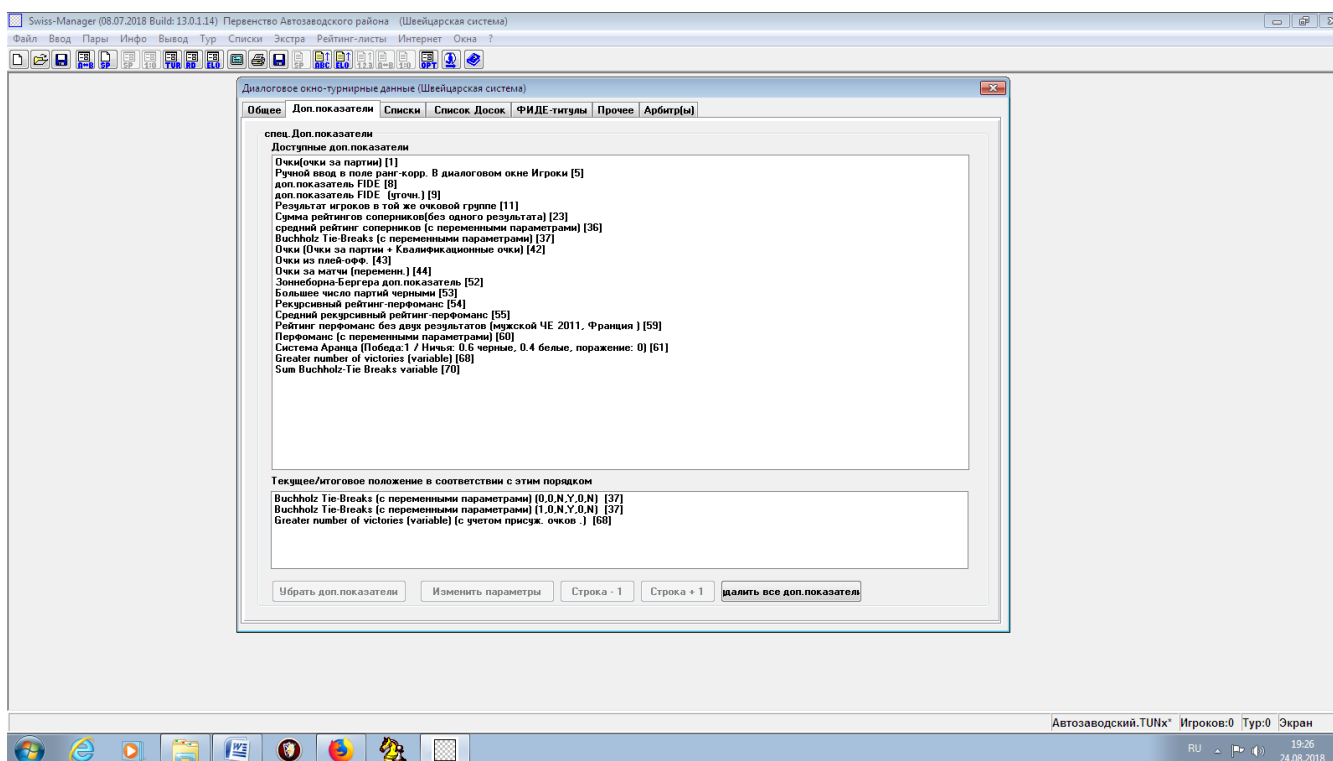 Swiss-Manager (08.07.2018 Build: 13.0.1.14) Первенство Автозаводского района (Швейцарская система)
Файл Ввод Пары Инфо Вывод Тур Списки Экстра Рейтинг-листы Интернет Окна ?
Диалоговое окно-турнирные данные (Швейцарская система)
Общее Доп.показатели Списки Список Досок ФИДЕ-титулы Прочее Арбитр(ы)
спец.Доп.показатели
Доступные доп.показатели
Очки(очки за партии) [1]
Ручной ввод в поле ранг-корр. В диалоговом окне Игроки [5]
доп.показатель FIDE [8]
доп.показатель FIDE (уточн.) [9]
Результат игроков в той же очковой группе [11]
Сумма рейтингов соперников(без одного результата) [23]
средний рейтинг соперников (с переменными параметрами) [36]
Buchholz Tie-Breaks (с переменными параметрами) [37]
Очки (Очки за партии + Квалификационные очки) [42]
Очки из плей-офф. [43]
Очки за матчи (переменн.) [44]
Зоннеборна-Бергера доп.показатель [52]
Большее число партий черными [53]
Рекурсивный рейтинг-перфоманс [54]
Средний рекурсивный рейтинг-перфоманс [55]
Рейтинг перфоманс без двух результатов (мужской ЧЕ 2011, Франция ) [59]
Перфоманс (с переменными параметрами) [60]
Система Аранца (Победа:1 / Ничья: 0.6 черные, 0.4 белые, поражение: 0) [61]
Greater number of victories (variable) [68]
Sum Buchholz-Tie Breaks variable [70]
Текущее/итоговое положение в соответствии с этим порядком
Buchholz Tie-Breaks (с переменными параметрами) (0,0,N,Y,0,N) [37]
Buchholz Tie-Breaks (с переменными параметрами) (1,0,N,Y,0,N) [37]
Greater number of victories (variable) (с учетом присуж. очков .) [68]
Убрать доп.показатели Изменить параметры Строка - 1 Строка + 1 далить все доп.показатели
Автозаводский.TUNx* Игроков:0 Тур:0 Экран
RU 19:26
24.08.2018